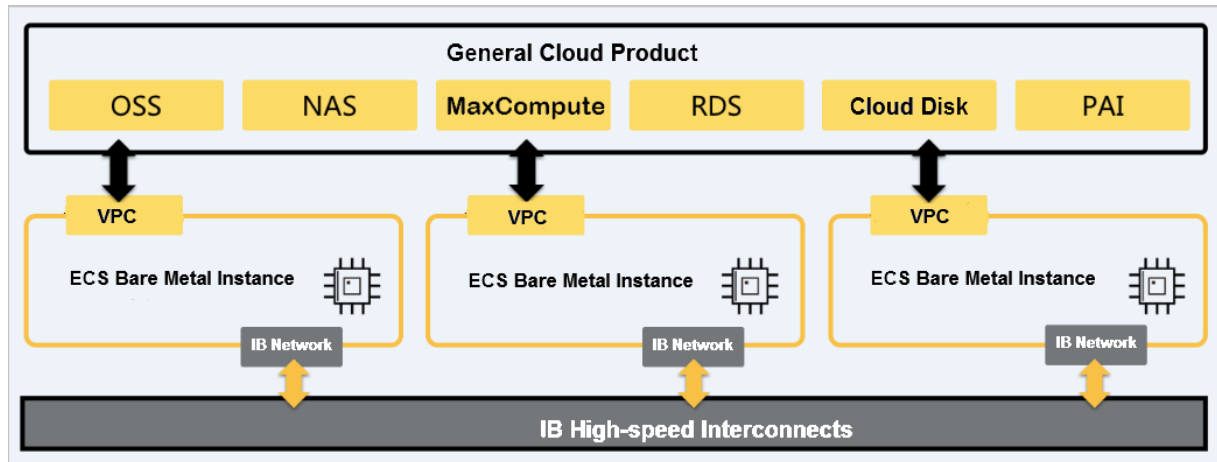 General Cloud Product
OSS
NAS
MaxCompute
RDS
Cloud Disk
PAI
VPC
VPC
VPC
ECS Bare Metal Instance
ECS Bare Metal Instance
ECS Bare Metal Instance
IB Network
IB Network
IB Network
IB High-speed Interconnects